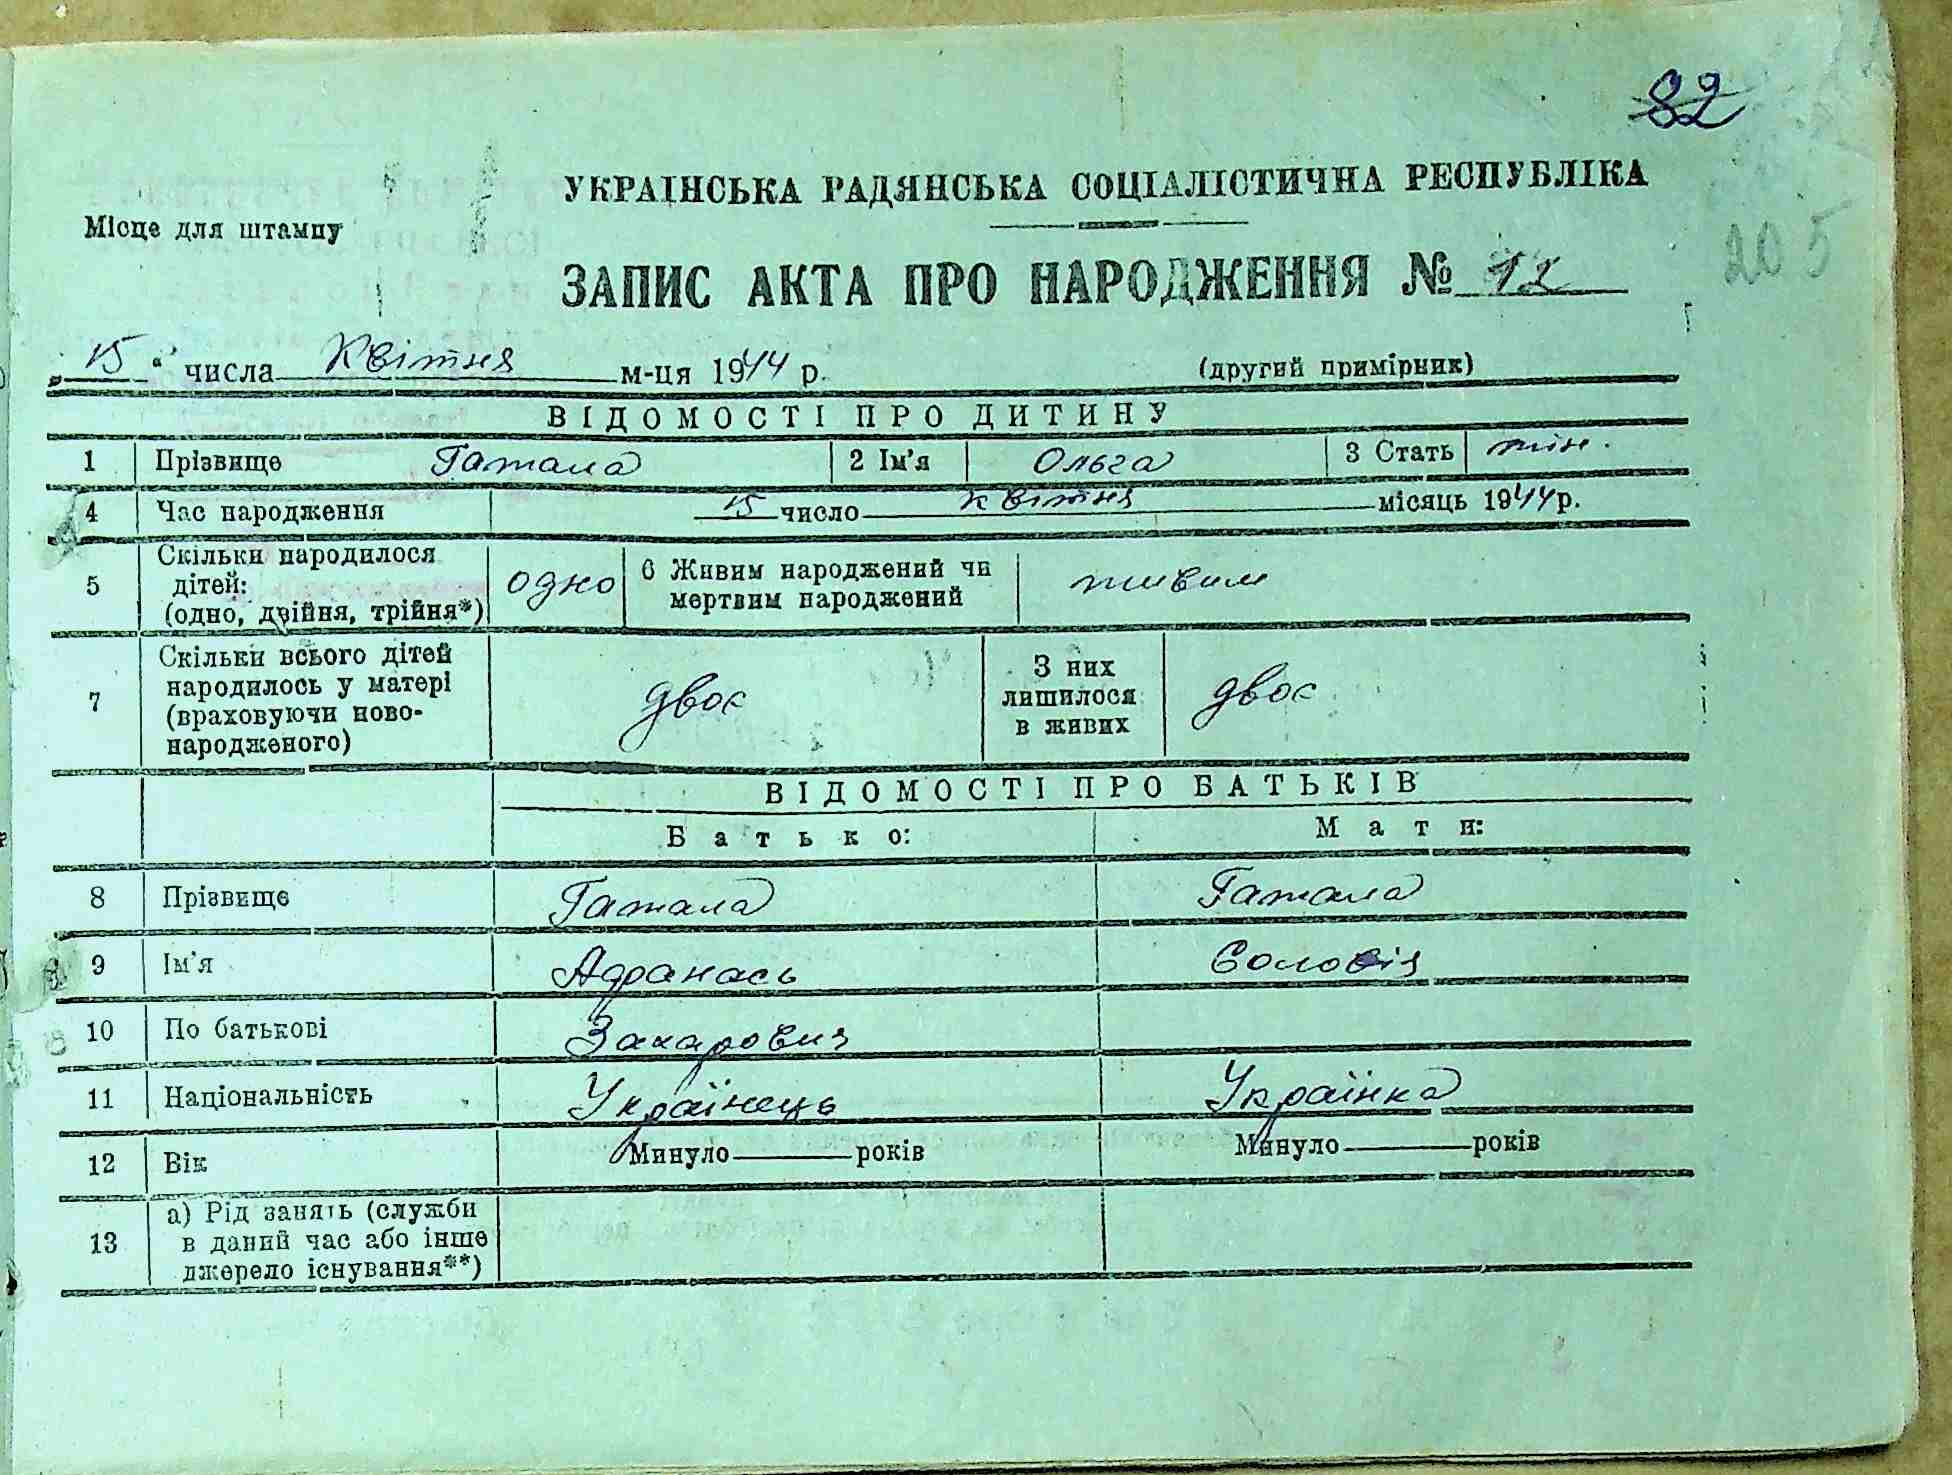 82
УКРАЇНСЬКА РАДЯНСЬКА СОЦІАЛІСТИЧНА РЕСПУБЛІКА
Місце для штампу
205
ЗАПИС АКТА ПРО НАРОДЖЕННЯ № 12
„15“ числа Квітня м-ця 1944 р. (другий примірник)
ВІДОМОСТІ ПРО ДИТИНУ
1 Прізвище Гатала 2 Ім'я Ольга 3 Стать жін.
4 Час народження 15 число квітня місяць 1944 р.
5 Скільки народилося дітей: (одно, двійня, трійня*) одно 6 Живим народжений чи мертвим народжений живим
7 Скільки всього дітей народилось у матері (враховуючи ново-народженого) двоє З них лишилося в живих двоє
ВІДОМОСТІ ПРО БАТЬКІВ
Батько: Мати:
8 Прізвище Гатала Гатала
9 Ім'я Афанась Соловія
10 По батькові Захарович
11 Національність Українець Українка
12 Вік Минуло років Минуло років
13 а) Рід занять (служби в даний час або інше джерело існування**)